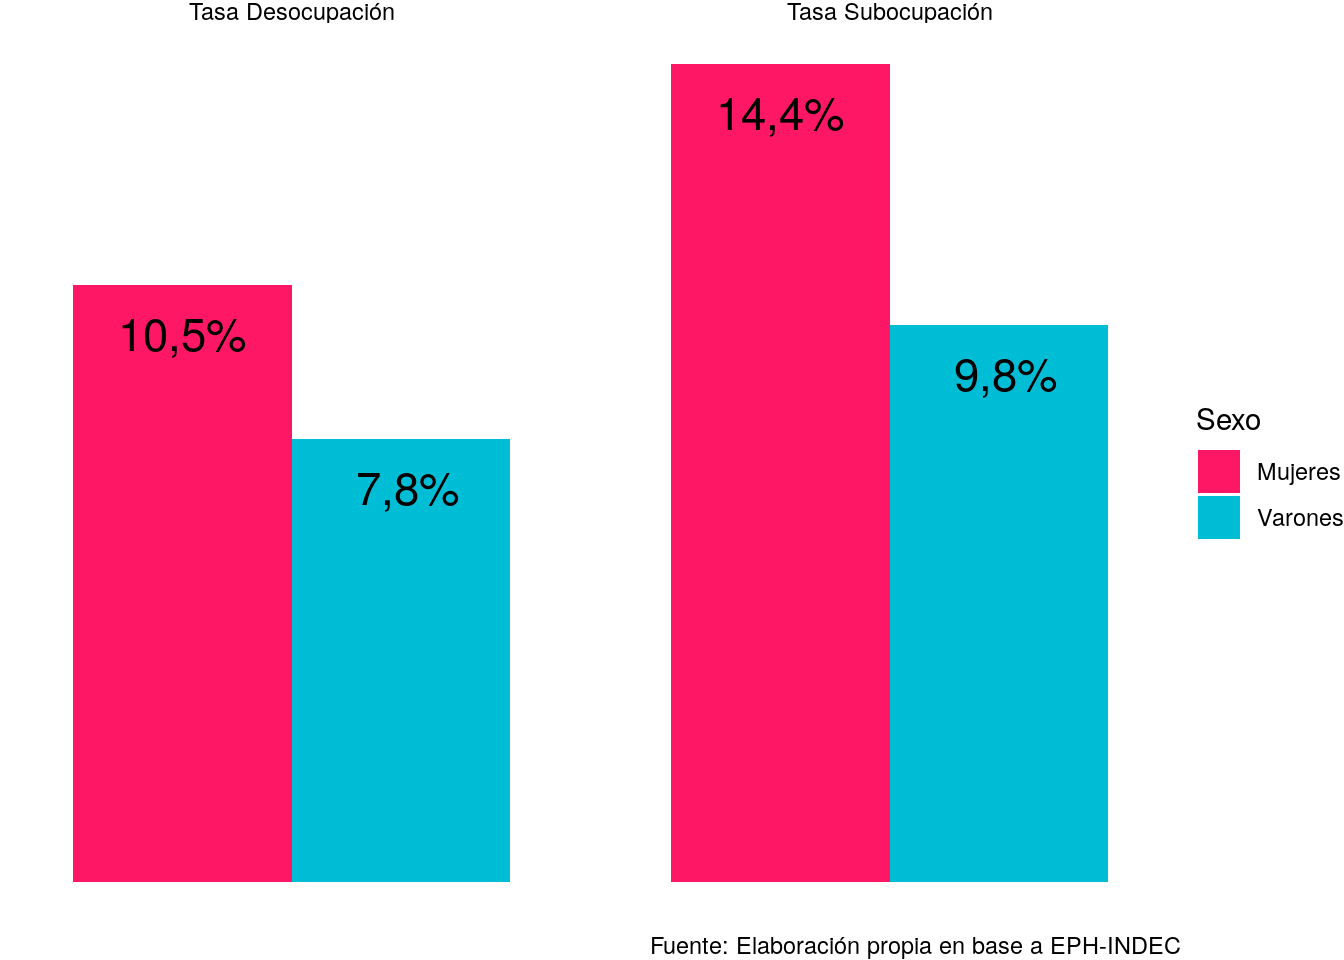 Tasa Desocupación
Tasa Subocupación
14,4%
10,5%
9,8%
7,8%
Sexo
Mujeres
Varones
Fuente: Elaboración propia en base a EPH-INDEC